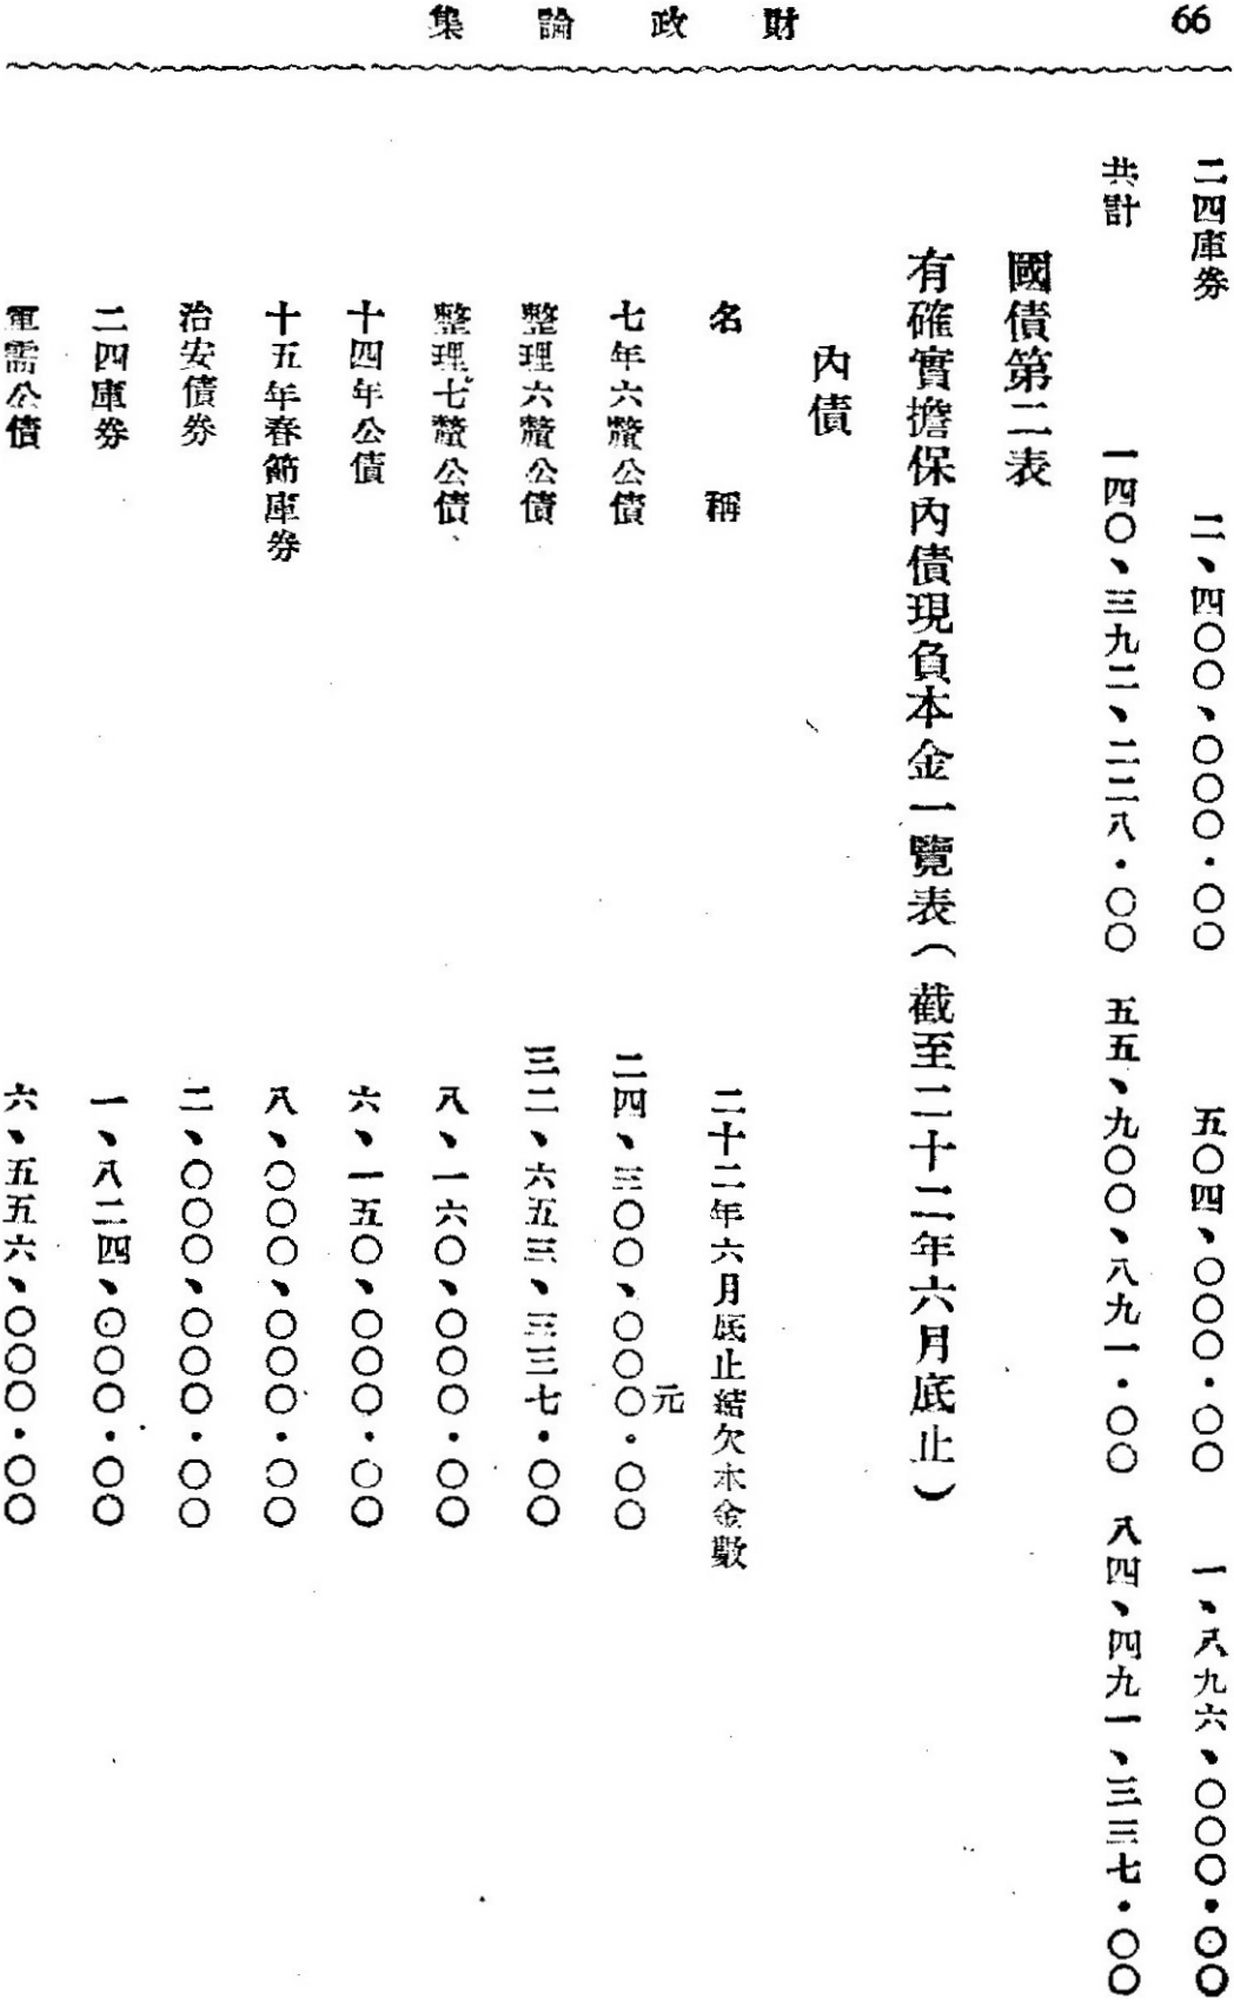 財政論集
66
二四庫券 二、四〇〇、〇〇〇・〇〇 五〇四、〇〇〇・〇〇 一、八九六、〇〇〇・〇〇
共計 一四〇、三九二、二二八・〇〇 五五、九〇〇、八九一・〇〇 八四、四九一、三三七・〇〇
國債第二表
有確實擔保內債現負本金一覽表(截至二十二年六月底止)
內債
名稱 二十二年六月底止結欠本金數
元
七年六釐公債 二四、三〇〇、〇〇〇・〇〇
整理六釐公債 三二、六五三、三三七・〇〇
整理七釐公債 八、一六〇、〇〇〇・〇〇
十四年公債 六、一五〇、〇〇〇・〇〇
十五年春節庫券 八、〇〇〇、〇〇〇・〇〇
治安債券 二、〇〇〇、〇〇〇・〇〇
二四庫券 一、八二四、〇〇〇・〇〇
軍需公債 六、五五六、〇〇〇・〇〇